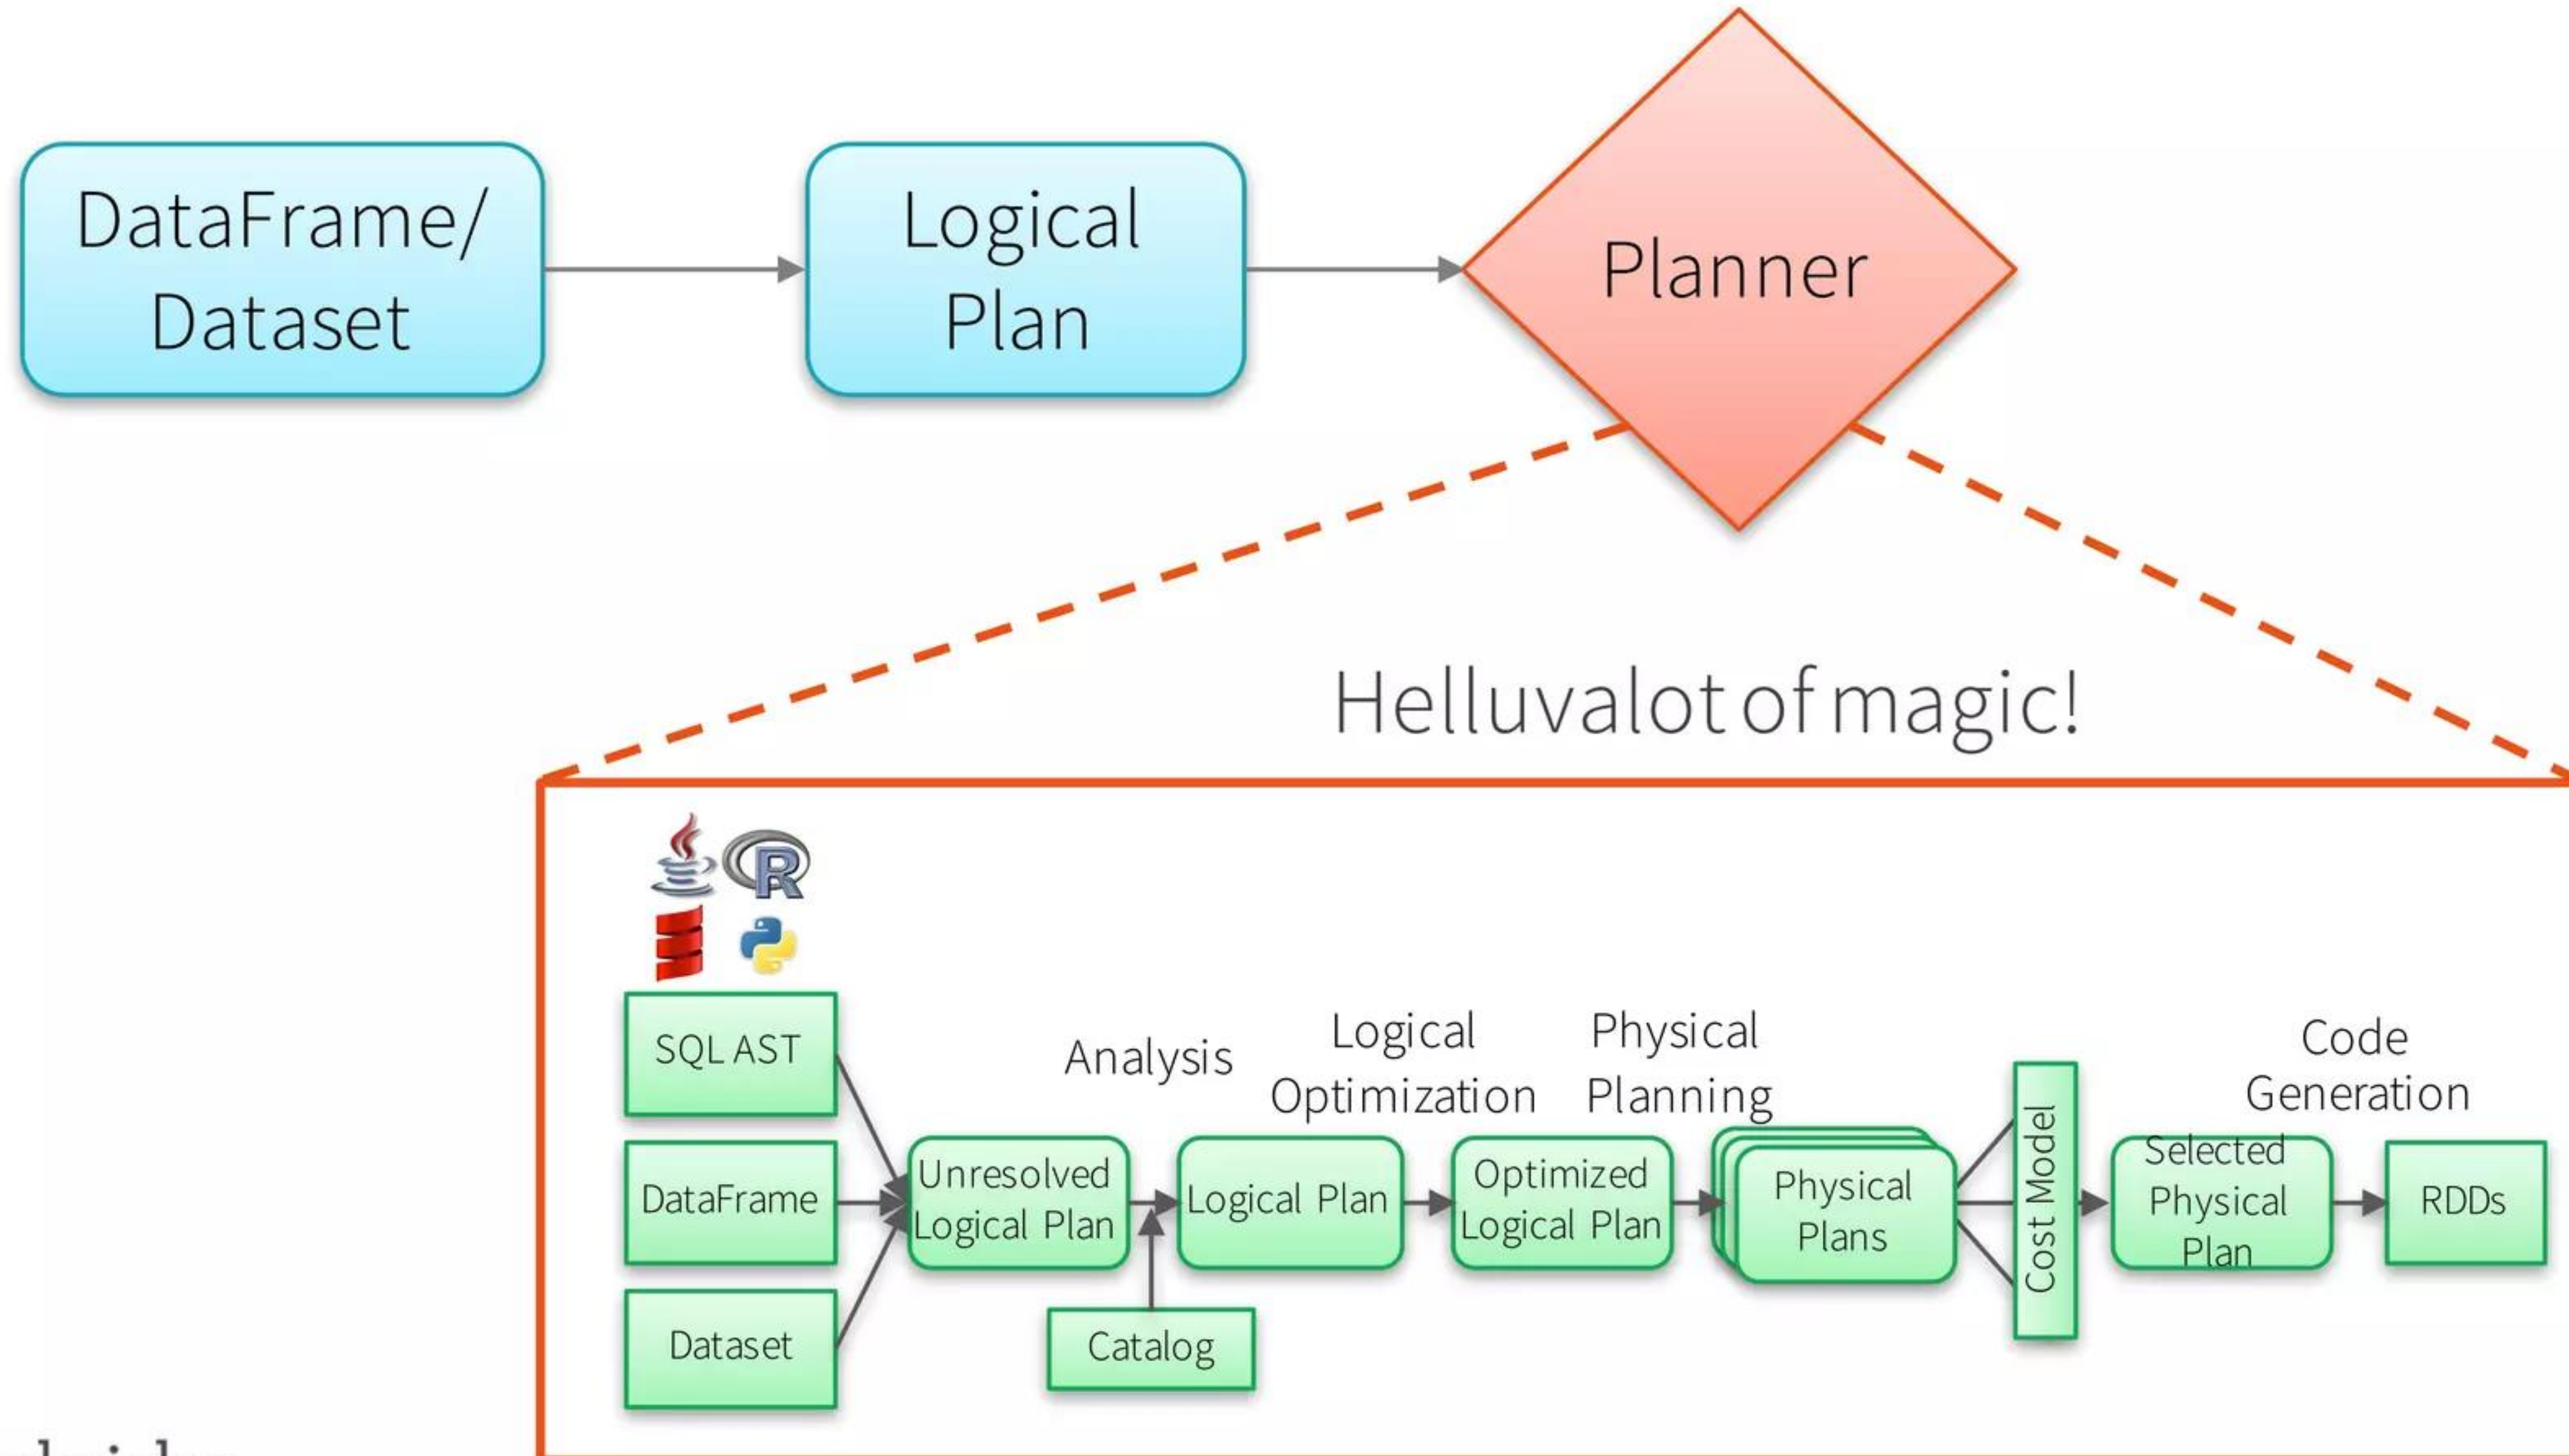 DataFrame/
Dataset
Logical
Plan
Planner
Helluvalot of magic!
R
SQL AST
DataFrame
Dataset
Unresolved
Logical Plan
Analysis
Catalog
Logical Plan
Logical
Optimization
Optimized
Logical Plan
Physical
Planning
Physical
Plans
Cost Model
Selected
Physical
Plan
Code
Generation
RDDs